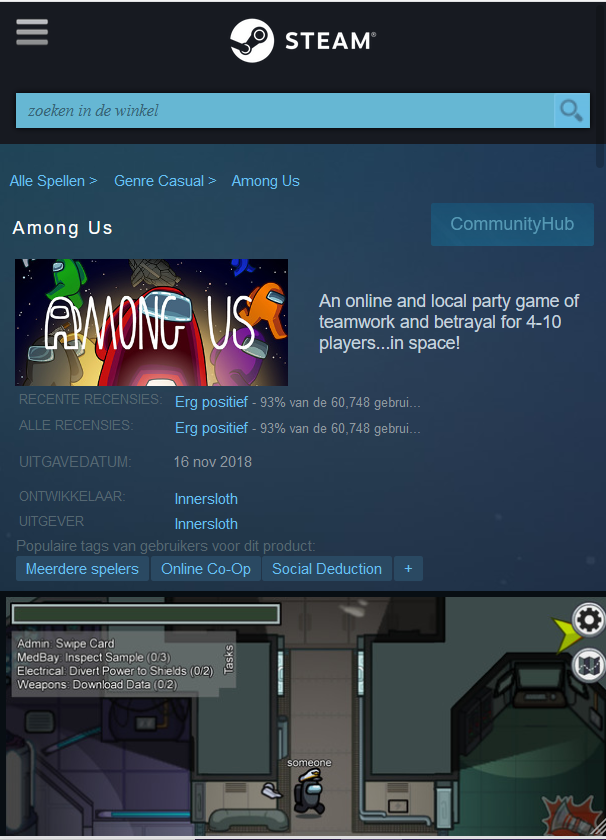 STEAM®
zoeken in de winkel
Alle Spellen > Genre Casual > Among Us
Among Us
CommunityHub
AMONG US
An online and local party game of
teamwork and betrayal for 4-10
players...in space!
RECENTE RECENSIES: Erg positief - 93% van de 60,748 gebrui...
ALLE RECENSIES: Erg positief - 93% van de 60,748 gebrui...
UITGAVEDATUM: 16 nov 2018
ONTWIKKELAAR: Innersloth
UITGEVER Innersloth
Populaire tags van gebruikers voor dit product:
Meerdere spelers Online Co-Op Social Deduction +
Admin: Swipe Card
MedBay: Inspect Sample (0/3)
Electrical: Divert Power to Shields (0/2)
Weapons: Download Data (0/2)
Tasks
someone